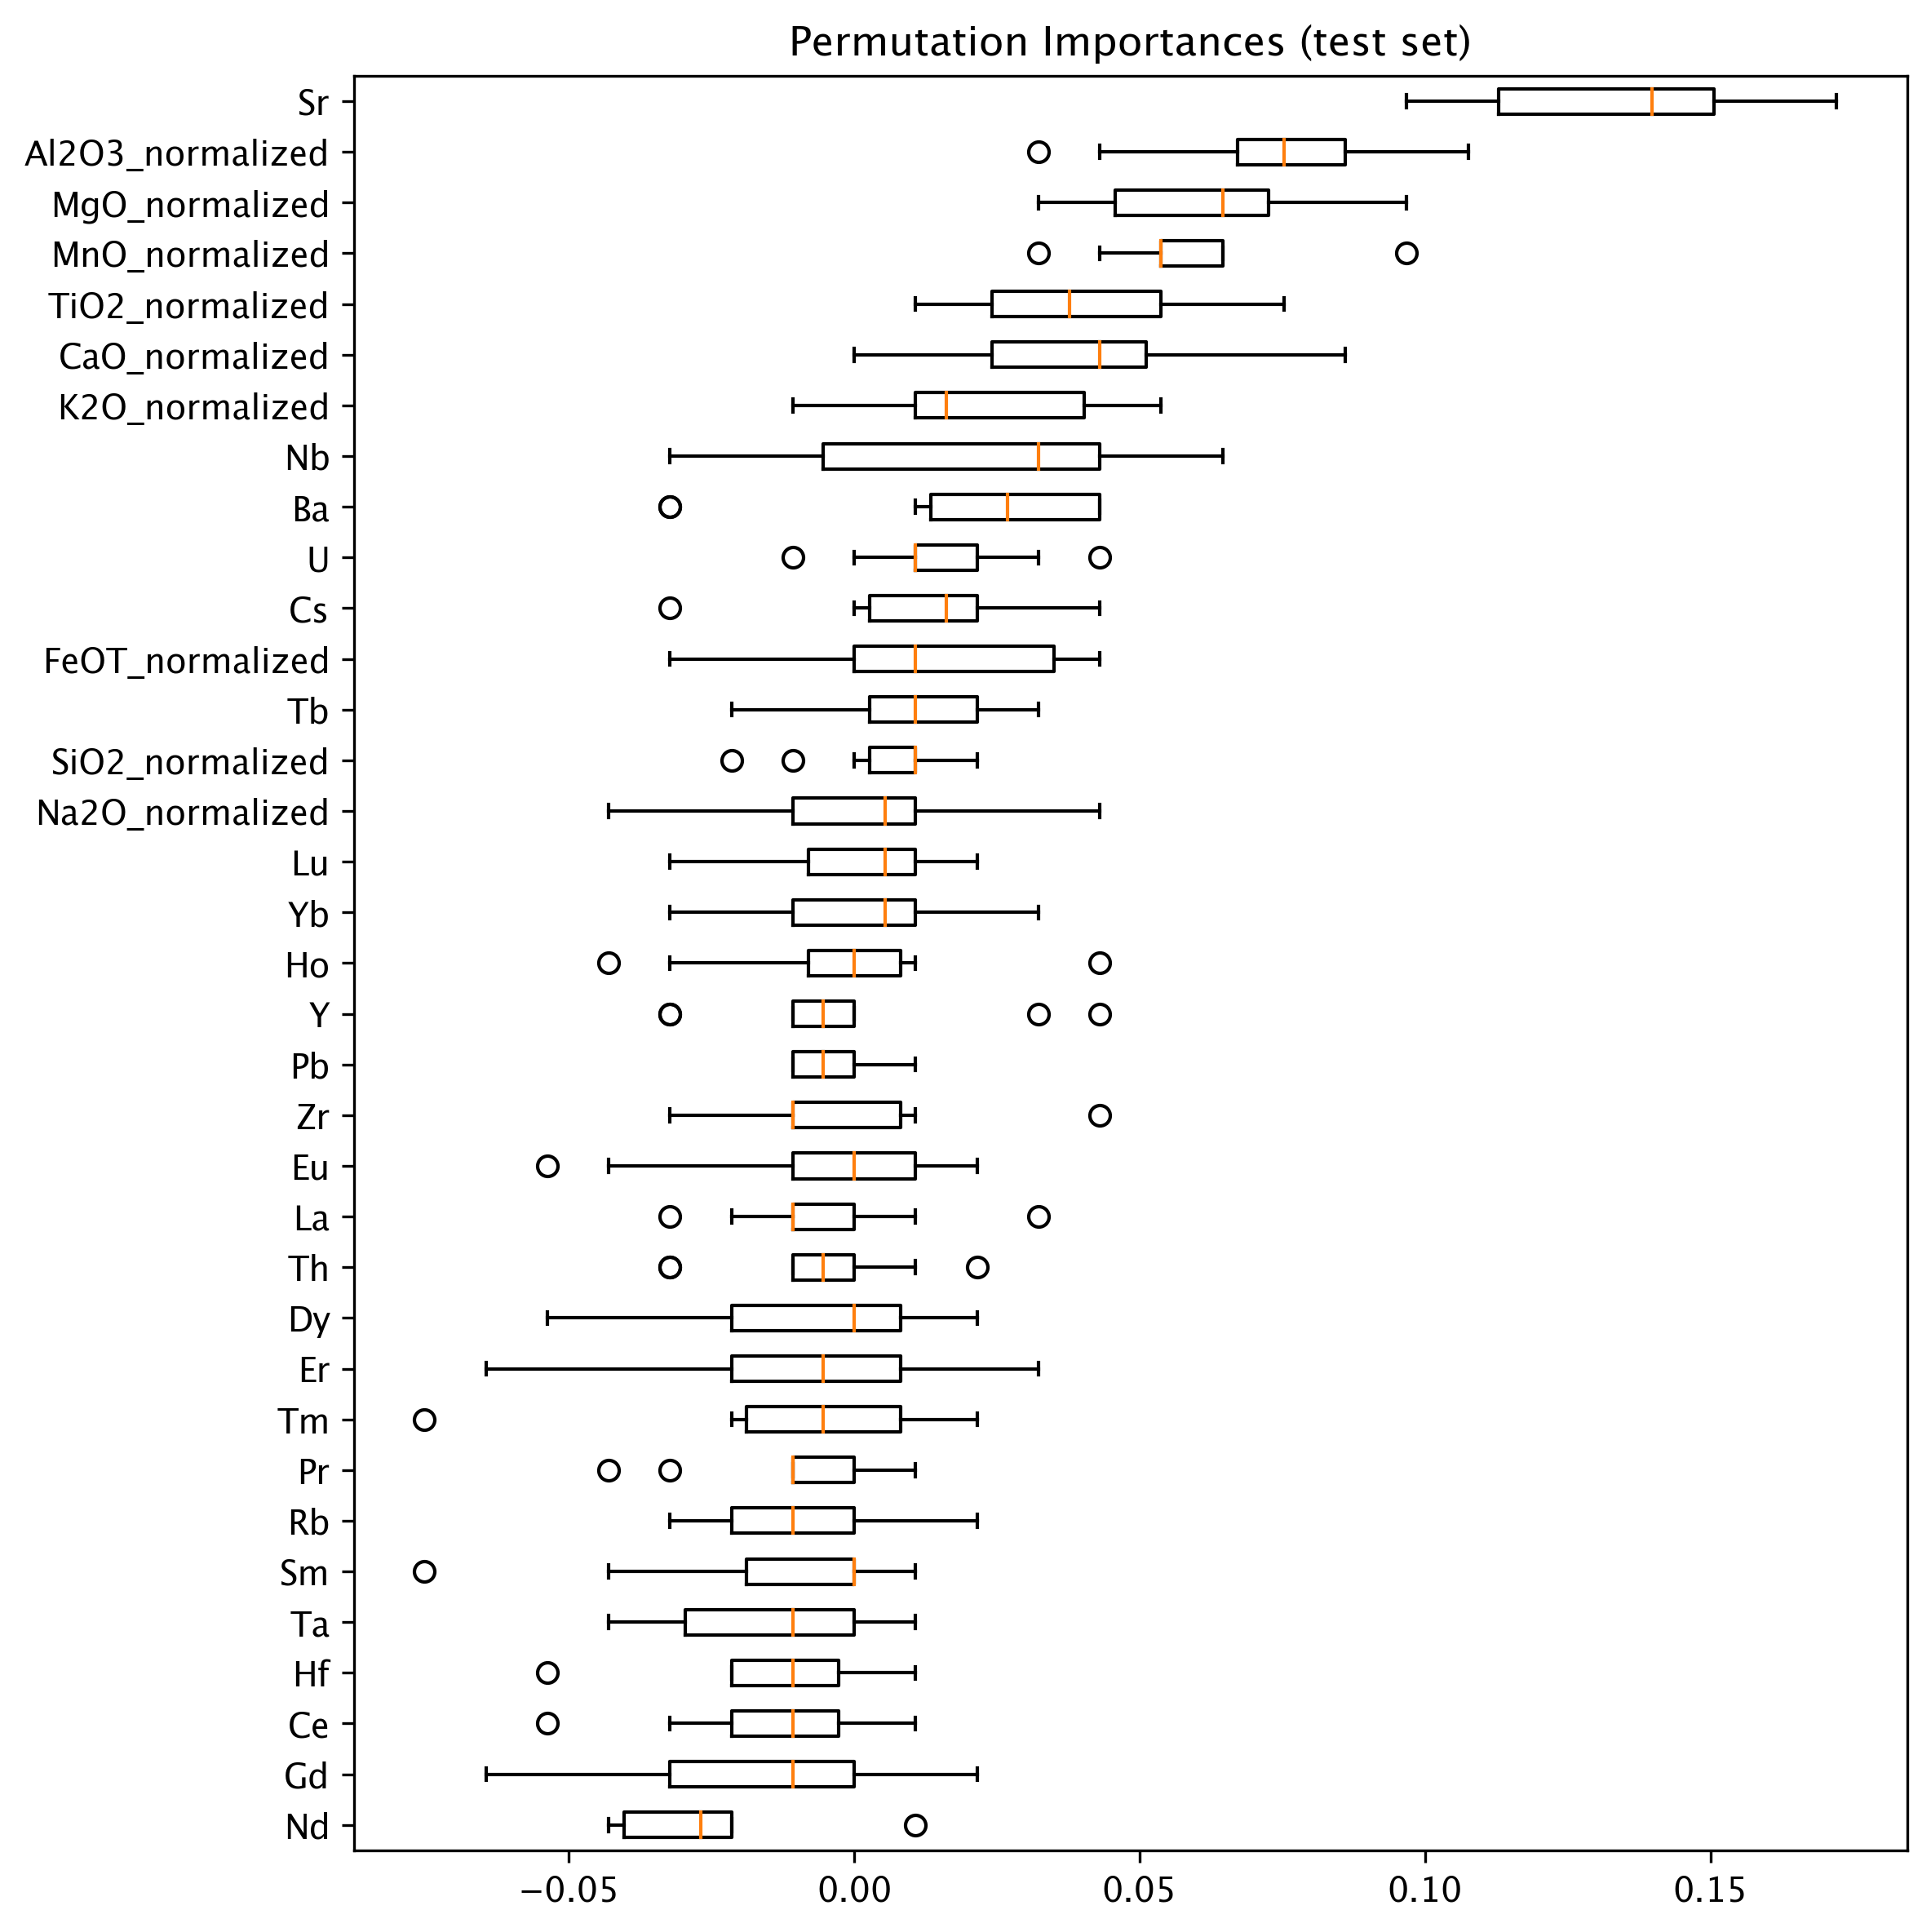 Permutation Importances (test set)
Sr
Al2O3_normalized
MgO_normalized
MnO_normalized
TiO2_normalized
CaO_normalized
K2O_normalized
Nb
Ba
U
Cs
FeOT_normalized
Tb
SiO2_normalized
Na2O_normalized
Lu
Yb
Ho
Y
Pb
Zr
Eu
La
Th
Dy
Er
Tm
Pr
Rb
Sm
Ta
Hf
Ce
Gd
Nd
−0.05 0.00 0.05 0.10 0.15